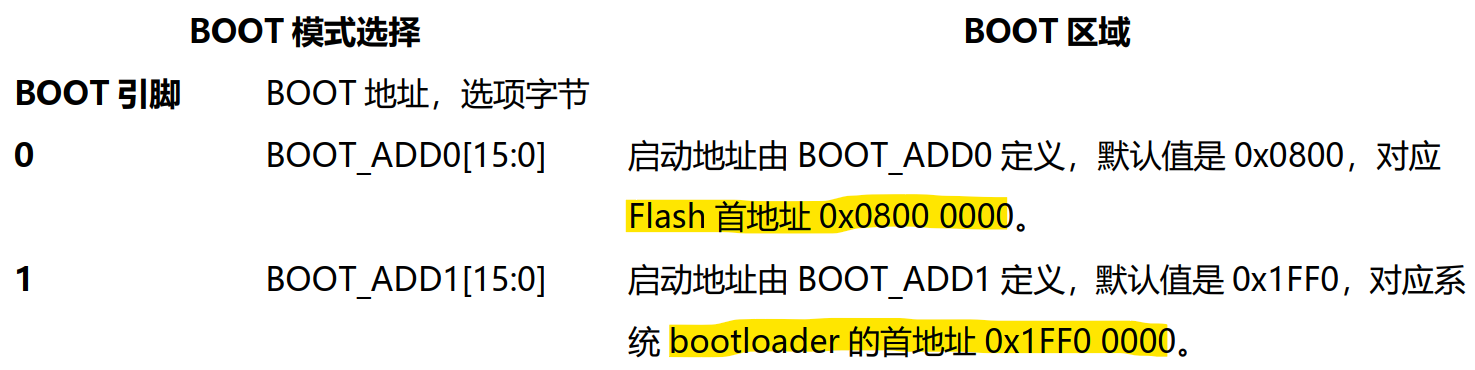 BOOT 模式选择 BOOT 区域
BOOT 引脚 BOOT 地址，选项字节
0 BOOT_ADD0[15:0] 启动地址由 BOOT_ADD0 定义，默认值是 0x0800，对应
Flash 首地址 0x0800 0000。
1 BOOT_ADD1[15:0] 启动地址由 BOOT_ADD1 定义，默认值是 0x1FF0，对应系
统 bootloader 的首地址 0x1FF0 0000。